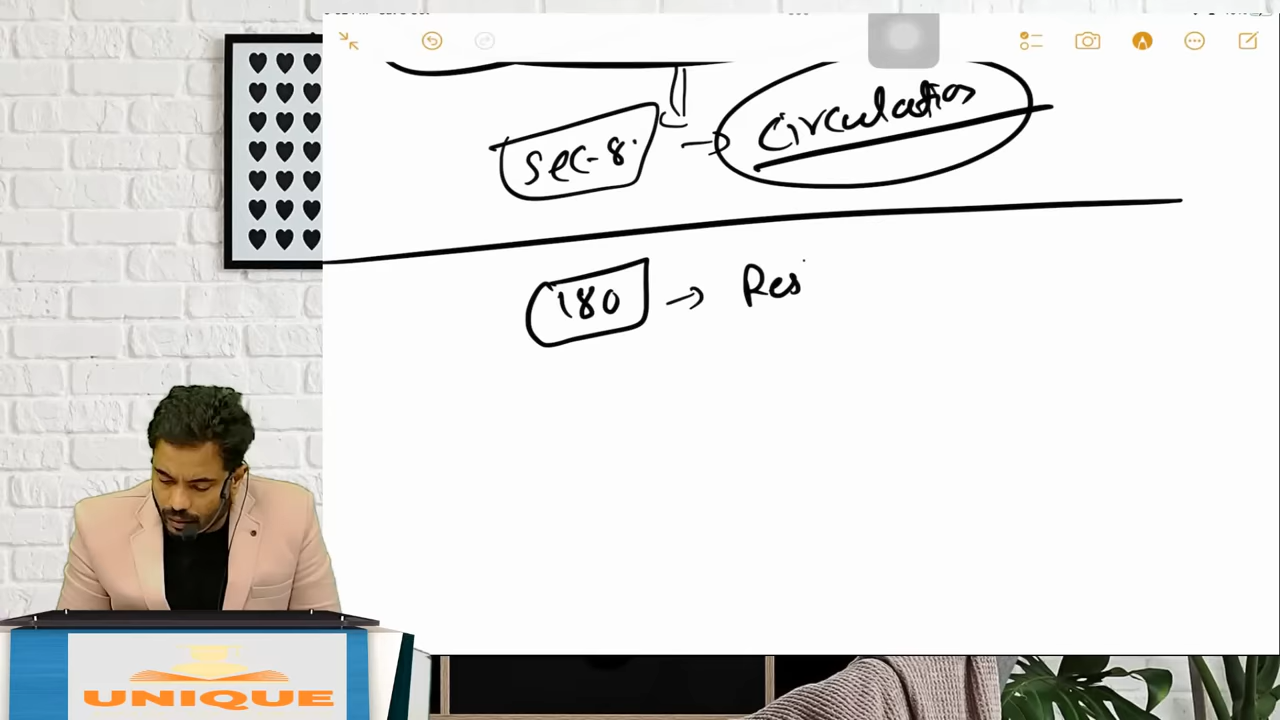 sec-8.
→ circulation
180 → Res
UNIQUE